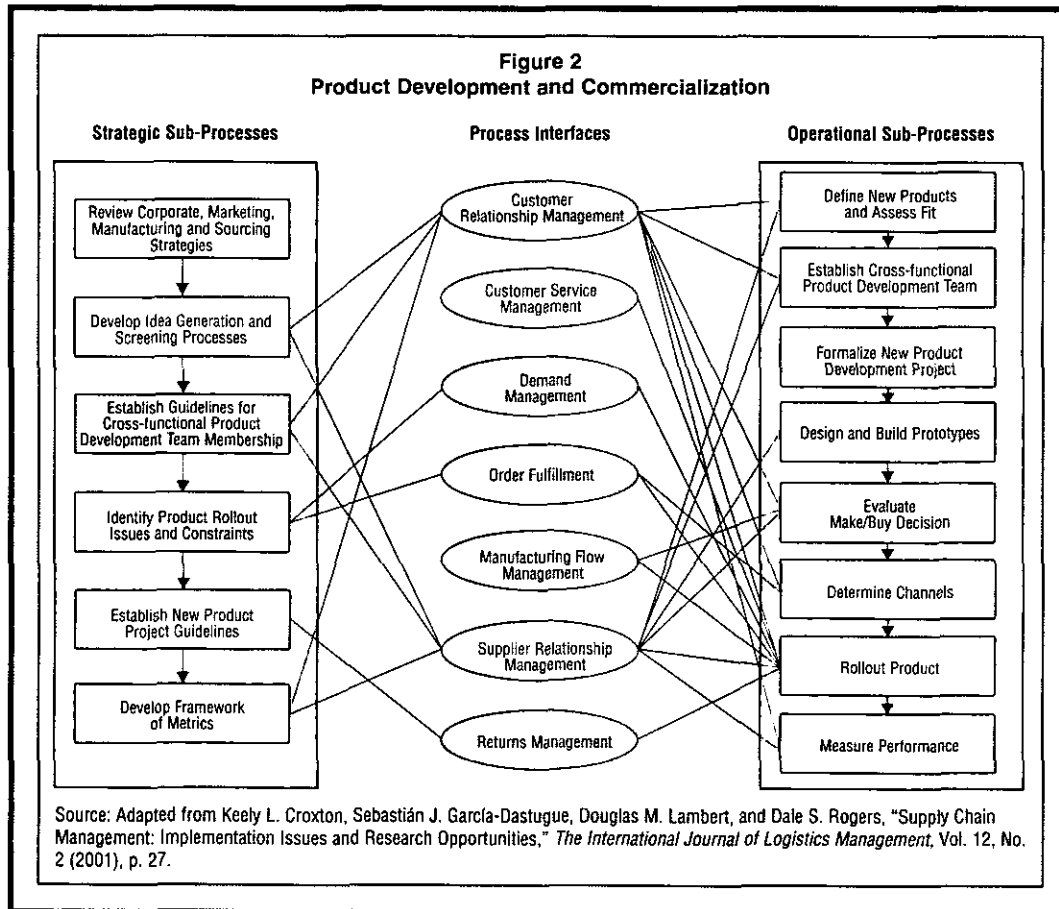 Figure 2
Product Development and Commercialization
Strategic Sub-Processes
Process Interfaces
Operational Sub-Processes
Review Corporate, Marketing,
Manufacturing and Sourcing
Strategies
Develop Idea Generation and
Screening Processes
Establish Guidelines for
Cross-functional Product
Development Team Membership
Identify Product Rollout
Issues and Constraints
Establish New Product
Project Guidelines
Develop Framework
of Metrics
Customer
Relationship Management
Customer Service
Management
Demand
Management
Order Fulfillment
Manufacturing Flow
Management
Supplier Relationship
Management
Returns Management
Define New Products
and Assess Fit
Establish Cross-functional
Product Development Team
Formalize New Product
Development Project
Design and Build Prototypes
Evaluate
Make/Buy Decision
Determine Channels
Rollout Product
Measure Performance
Source: Adapted from Keely L. Croxton, Sebastián J. García-Dastugue, Douglas M. Lambert, and Dale S. Rogers, “Supply Chain
Management: Implementation Issues and Research Opportunities,” The International Journal of Logistics Management, Vol. 12, No.
2 (2001), p. 27.